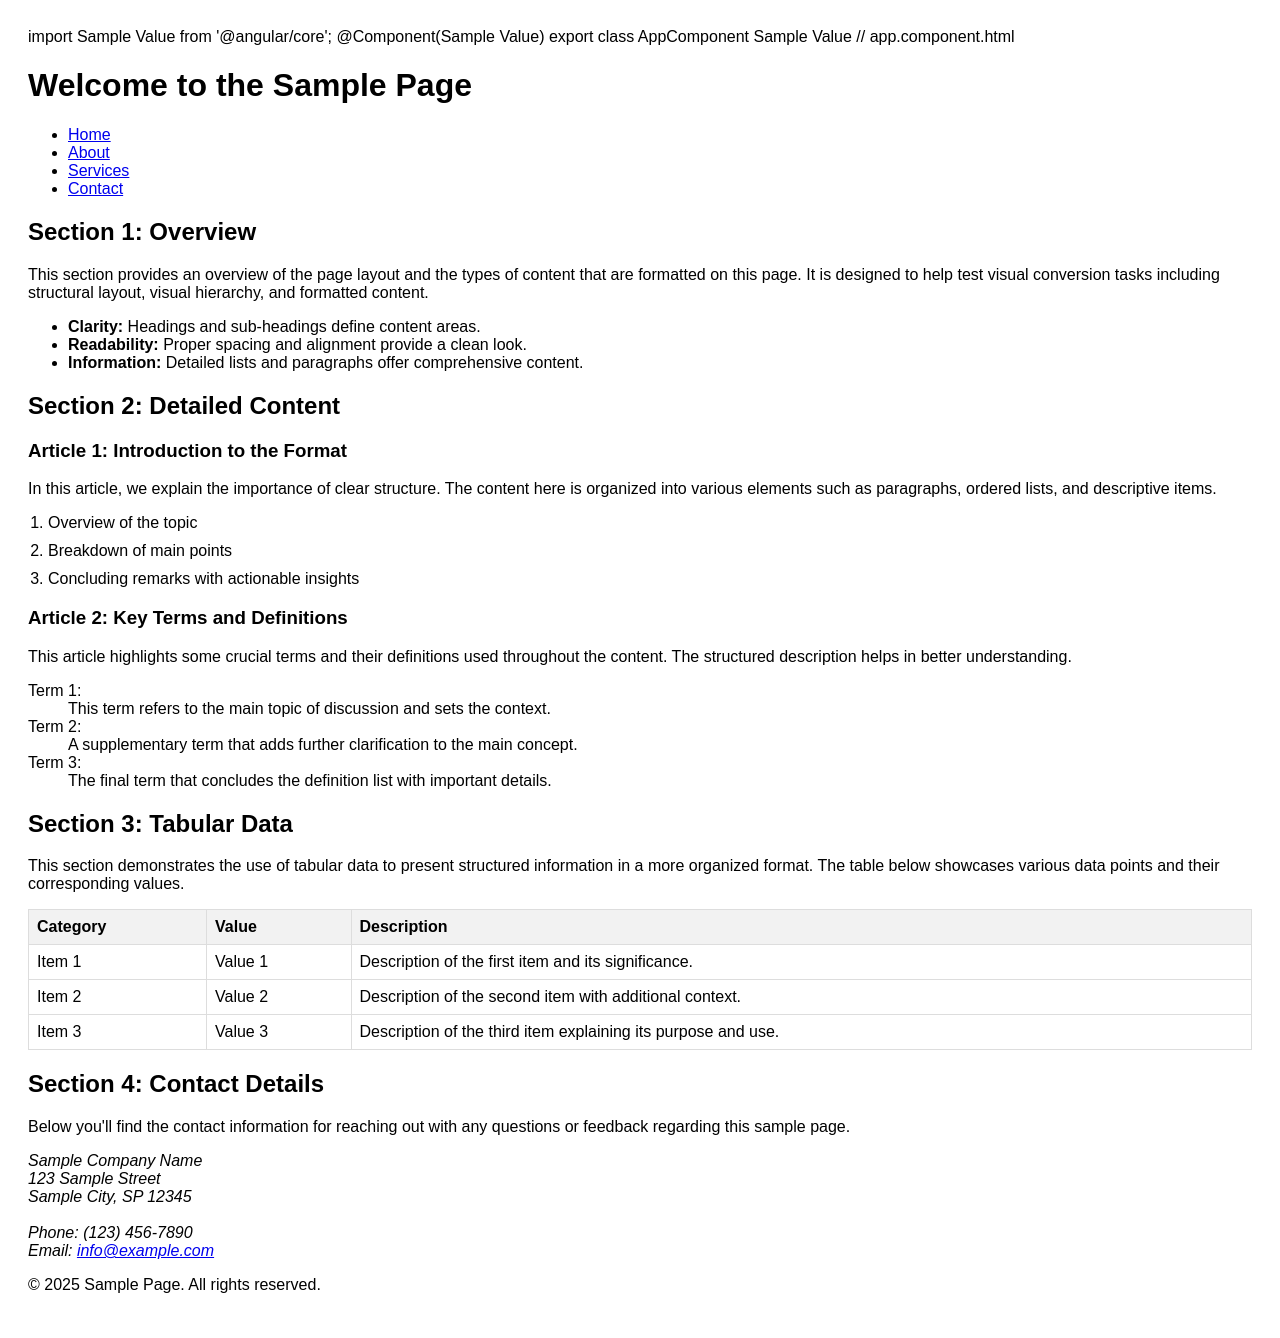 import Sample Value from '@angular/core'; @Component(Sample Value) export class AppComponent Sample Value // app.component.html
Welcome to the Sample Page
Home
About
Services
Contact
Section 1: Overview
This section provides an overview of the page layout and the types of content that are formatted on this page. It is designed to help test visual conversion tasks including
structural layout, visual hierarchy, and formatted content.
Clarity: Headings and sub-headings define content areas.
Readability: Proper spacing and alignment provide a clean look.
Information: Detailed lists and paragraphs offer comprehensive content.
Section 2: Detailed Content
Article 1: Introduction to the Format
In this article, we explain the importance of clear structure. The content here is organized into various elements such as paragraphs, ordered lists, and descriptive items.
1. Overview of the topic
2. Breakdown of main points
3. Concluding remarks with actionable insights
Article 2: Key Terms and Definitions
This article highlights some crucial terms and their definitions used throughout the content. The structured description helps in better understanding.
Term 1:
This term refers to the main topic of discussion and sets the context.
Term 2:
A supplementary term that adds further clarification to the main concept.
Term 3:
The final term that concludes the definition list with important details.
Section 3: Tabular Data
This section demonstrates the use of tabular data to present structured information in a more organized format. The table below showcases various data points and their
corresponding values.
Category Value Description
Item 1 Value 1 Description of the first item and its significance.
Item 2 Value 2 Description of the second item with additional context.
Item 3 Value 3 Description of the third item explaining its purpose and use.
Section 4: Contact Details
Below you'll find the contact information for reaching out with any questions or feedback regarding this sample page.
Sample Company Name
123 Sample Street
Sample City, SP 12345
Phone: (123) 456-7890
Email: info@example.com
© 2025 Sample Page. All rights reserved.